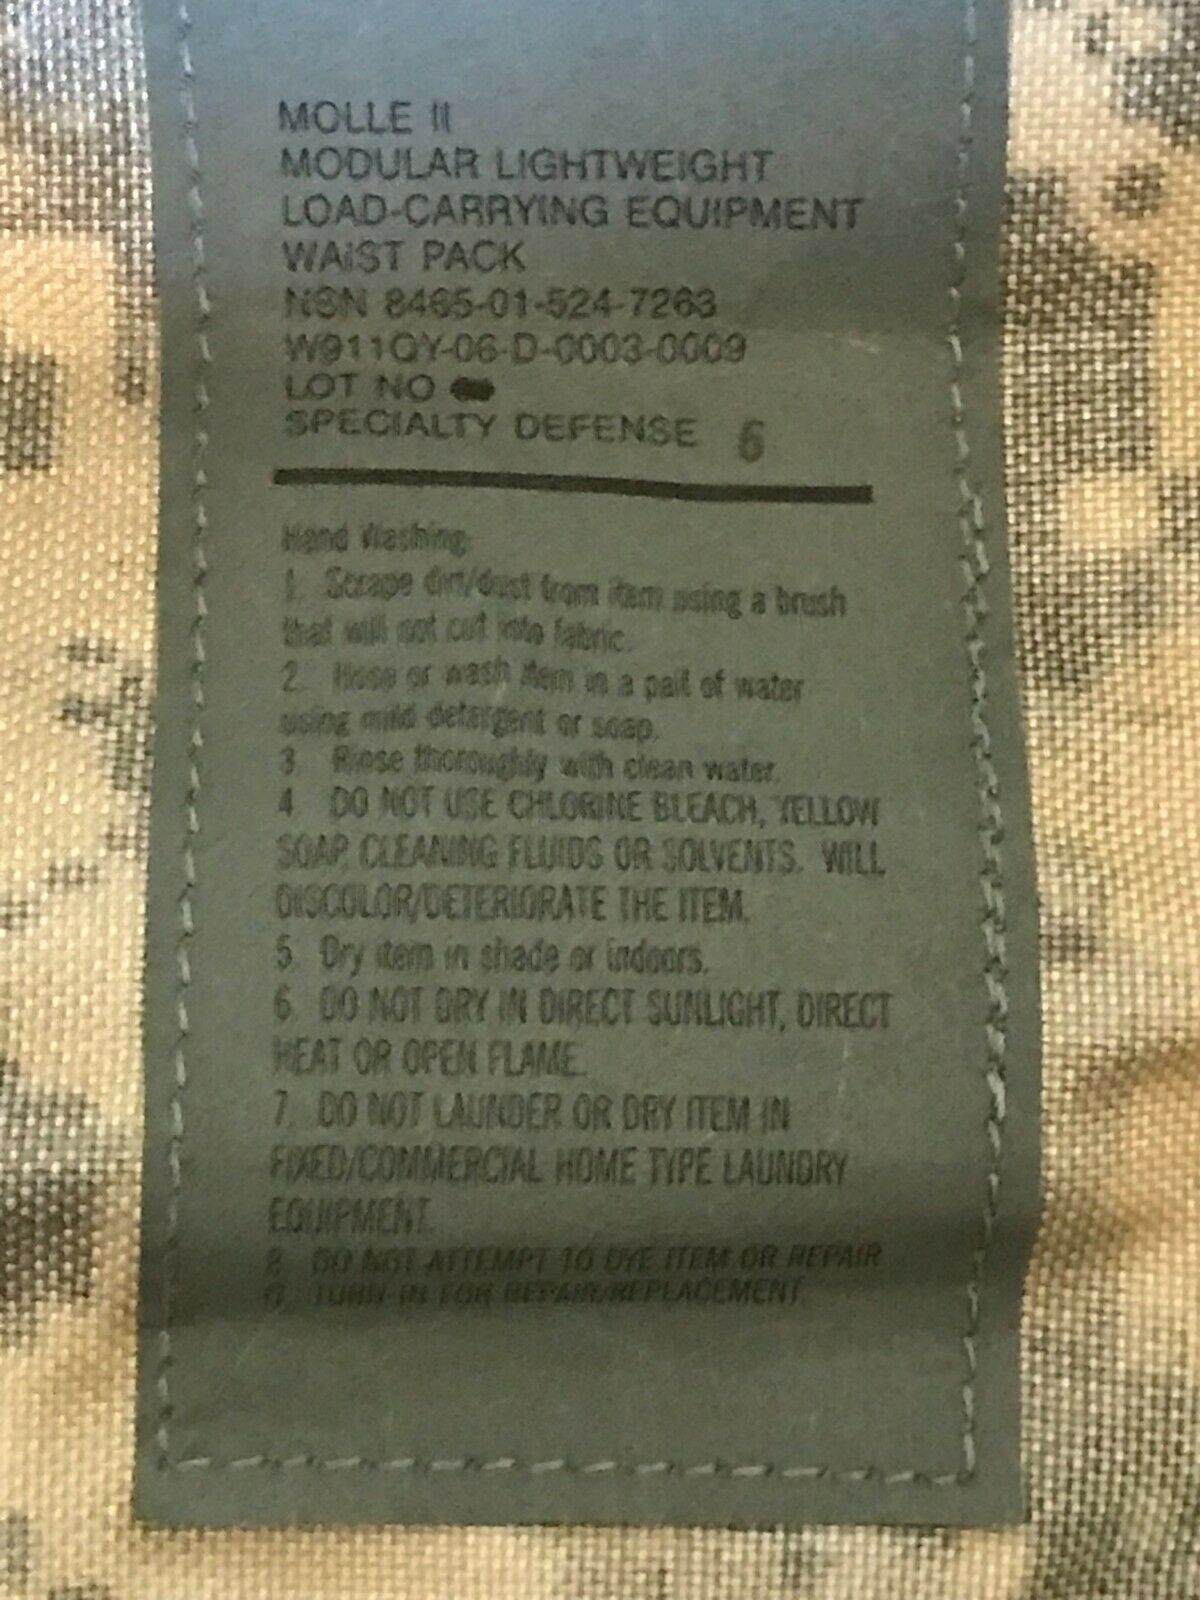 MOLLE II
MODULAR LIGHTWEIGHT
LOAD-CARRYING EQUIPMENT
WAIST PACK
NSN 8465-01-524-7263
W911QY-06-D-0003-0009
LOT NO
SPECIALTY DEFENSE 6
Hand Washing
1. Scrape dirt/dust from item using a brush
that will not cut into fabric.
2. Hose or wash item in a pail of water
using mild detergent or soap.
3. Rinse thoroughly with clean water.
4 DO NOT USE CHLORINE BLEACH, YELLOW
SOAP, CLEANING FLUIDS OR SOLVENTS. WILL
DISCOLOR/DETERIORATE THE ITEM.
5. Dry item in shade or indoors.
6. DO NOT DRY IN DIRECT SUNLIGHT, DIRECT
HEAT OR OPEN FLAME.
7. DO NOT LAUNDER OR DRY ITEM IN
FIXED/COMMERCIAL HOME TYPE LAUNDRY
EQUIPMENT.
8. DO NOT ATTEMPT TO DYE ITEM OR REPAIR
9. TURN-IN FOR REPAIR/REPLACEMENT.